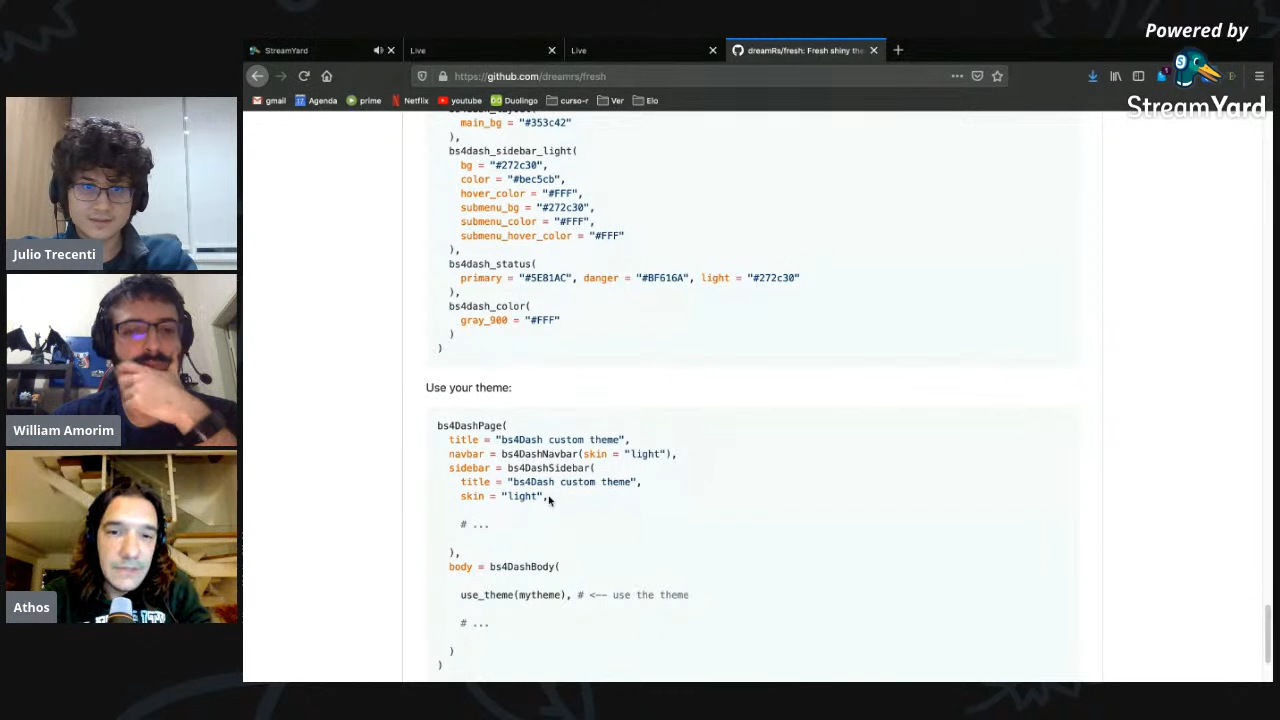 Powered by
StreamYard
StreamYard
Live
Live
dreamRs/fresh: Fresh shiny the
https://github.com/dreamrs/fresh
gmail
Agenda
prime
Netflix
youtube
Duolingo
curso-r
Ver
Elo
main_bg = "#353c42"
),
bs4dash_sidebar_light(
bg = "#272c30",
color = "#bec5cb",
hover_color = "#FFF",
submenu_bg = "#272c30",
submenu_color = "#FFF",
submenu_hover_color = "#FFF"
),
bs4dash_status(
primary = "#5E81AC", danger = "#BF616A", light = "#272c30"
),
bs4dash_color(
gray_900 = "#FFF"
)
)
Use your theme:
bs4DashPage(
title = "bs4Dash custom theme",
navbar = bs4DashNavbar(skin = "light"),
sidebar = bs4DashSidebar(
title = "bs4Dash custom theme",
skin = "light",
# ...
),
body = bs4DashBody(
use_theme(mytheme), # <-- use the theme
# ...
)
)
Julio Trecenti
William Amorim
Athos